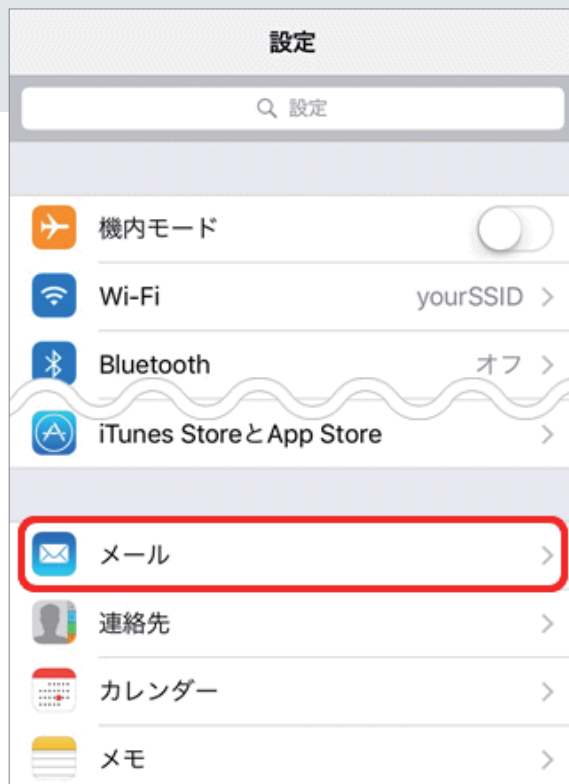 設定
設定
機内モード
Wi-Fi yourSSID
Bluetooth オフ
iTunes StoreとApp Store
メール
連絡先
カレンダー
メモ